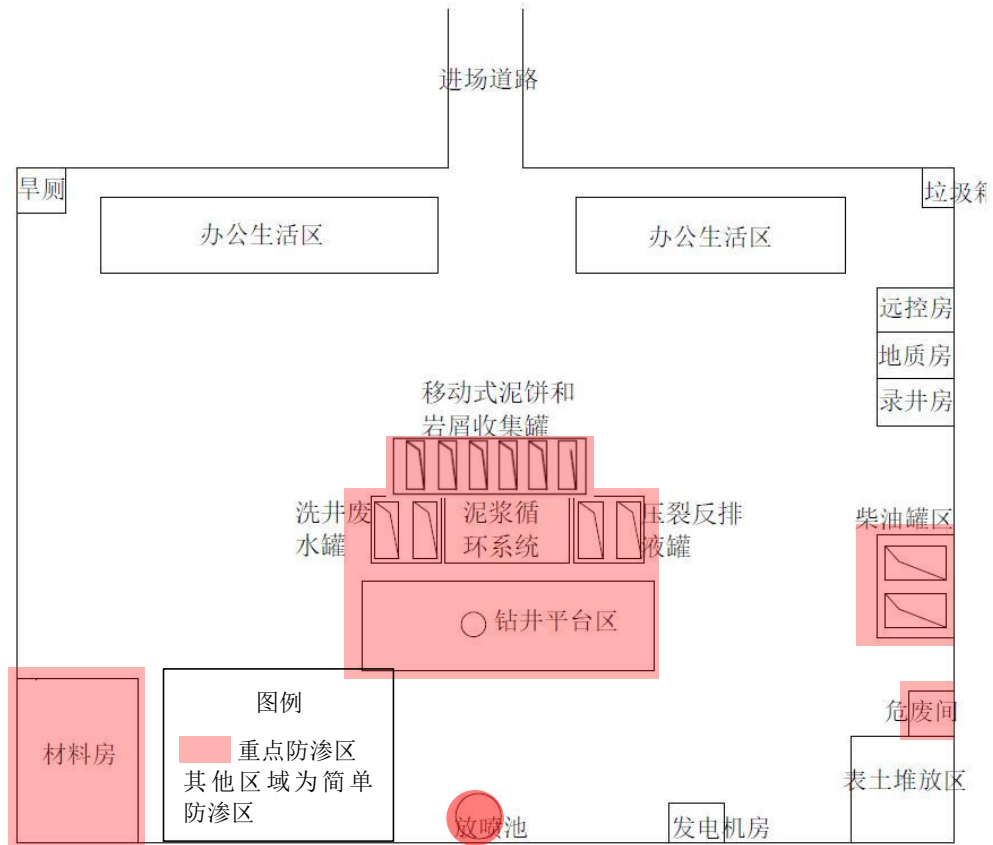 进场道路
旱厕
垃圾箱
办公生活区
办公生活区
远控房
地质房
录井房
移动式泥饼和
岩屑收集罐
洗井废
水罐
泥浆循
环系统
压裂反排
液罐
柴油罐区
钻井平台区
图例
重点防渗区
其他区域为简单
防渗区
材料房
危废间
表土堆放区
放喷池
发电机房